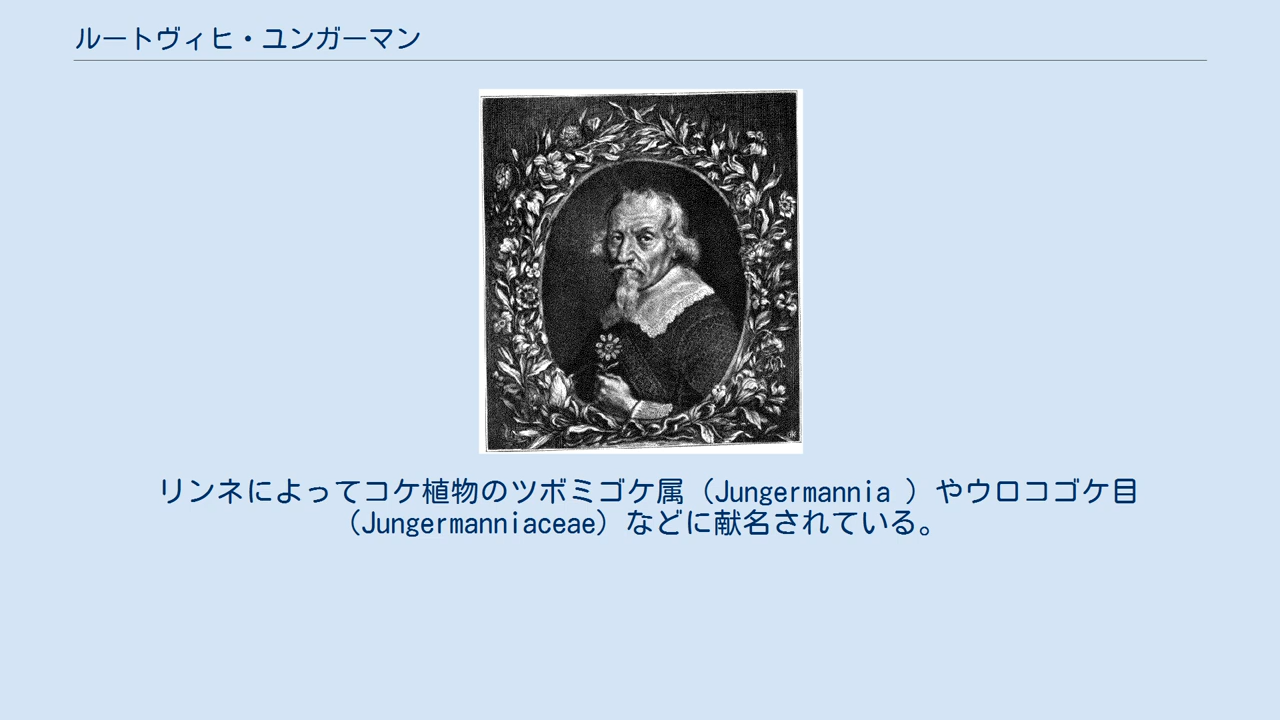 ルートヴィヒ・ユンガーマン
リンネによってコケ植物のツボミゴケ属（Jungermannia ）やウロコゴケ目
（Jungermanniaceae）などに献名されている。